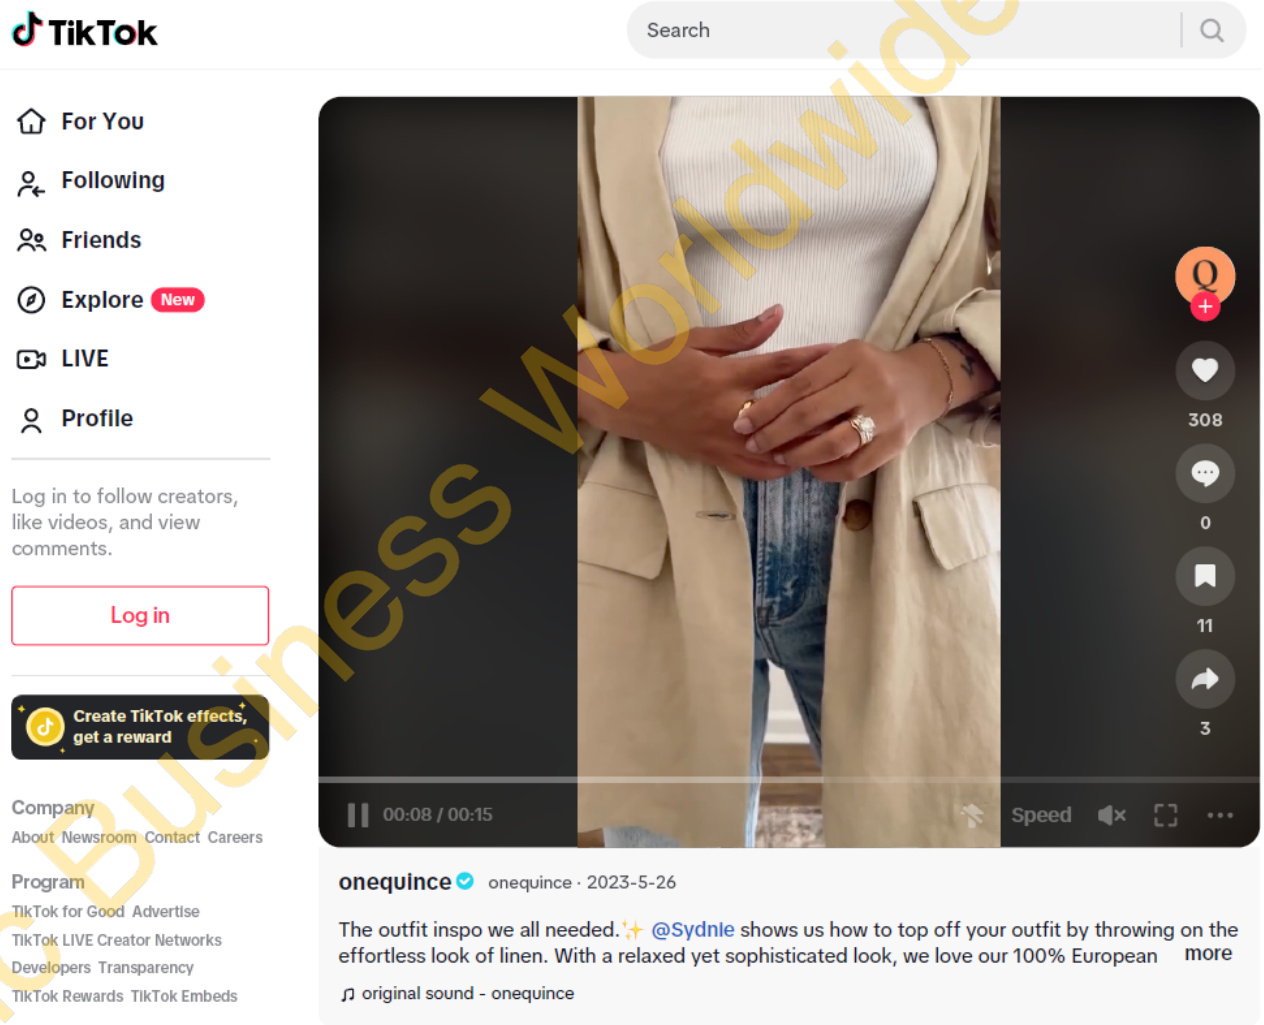 TikTok
Search
For You
Following
Friends
Explore New
LIVE
Profile
Log in to follow creators,
like videos, and view
comments.
Log in
Create TikTok effects,
get a reward
Company
About Newsroom Contact Careers
Program
TikTok for Good Advertise
TikTok LIVE Creator Networks
Developers Transparency
TikTok Rewards TikTok Embeds
Q
308
0
11
3
00:08 / 00:15
Speed
onequince onequince · 2023-5-26
The outfit inspo we all needed.✨ @Sydnie shows us how to top off your outfit by throwing on the
effortless look of linen. With a relaxed yet sophisticated look, we love our 100% European more
original sound - onequince
c Business Worldwide